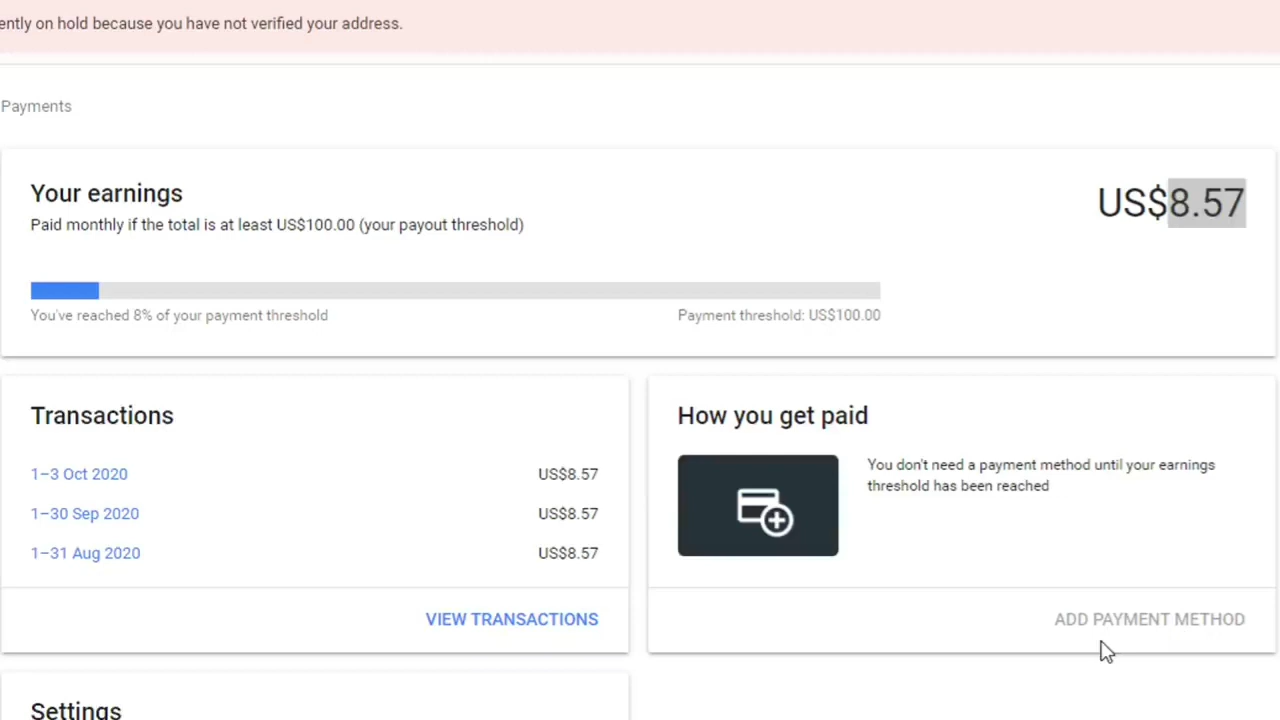 on hold because you have not verified your address.
Payments
Your earnings
US$8.57
Paid monthly if the total is at least US$100.00 (your payout threshold)
You've reached 8% of your payment threshold
Payment threshold: US$100.00
Transactions
1–3 Oct 2020 US$8.57
1–30 Sep 2020 US$8.57
1–31 Aug 2020 US$8.57
VIEW TRANSACTIONS
How you get paid
You don't need a payment method until your earnings
threshold has been reached
ADD PAYMENT METHOD
Settings